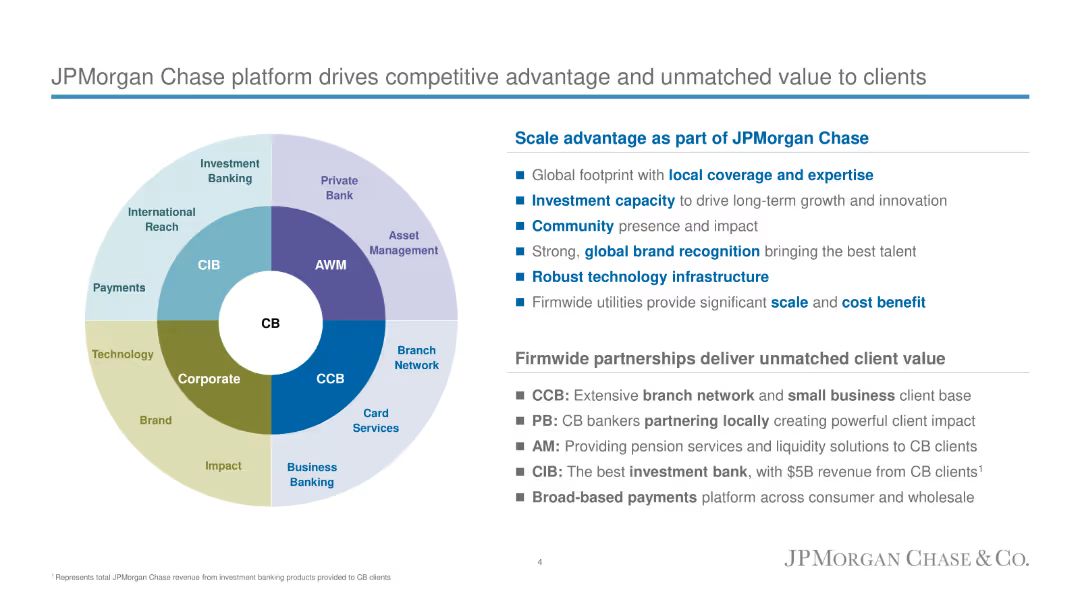 JPMorgan Chase platform drives competitive advantage and unmatched value to clients
Investment
Banking
International
Reach
Payments
CIB
Private
Bank
Asset
Management
AWM
CB
Technology
Brand
Impact
Corporate
Branch
Network
Card
Services
Business
Banking
CCB
Scale advantage as part of JPMorgan Chase
■ Global footprint with local coverage and expertise
■ Investment capacity to drive long-term growth and innovation
■ Community presence and impact
■ Strong, global brand recognition bringing the best talent
■ Robust technology infrastructure
■ Firmwide utilities provide significant scale and cost benefit
Firmwide partnerships deliver unmatched client value
■ CCB: Extensive branch network and small business client base
■ PB: CB bankers partnering locally creating powerful client impact
■ AM: Providing pension services and liquidity solutions to CB clients
■ CIB: The best investment bank, with $5B revenue from CB clients¹
■ Broad-based payments platform across consumer and wholesale
¹ Represents total JPMorgan Chase revenue from investment banking products provided to CB clients
4
JPMORGAN CHASE & CO.